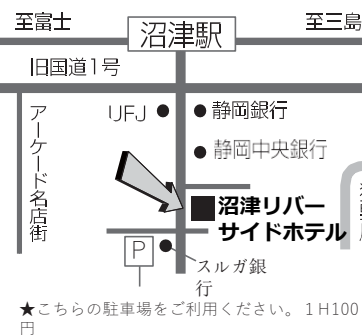 至富士
沼津駅
至三島
旧国道1号
アーケード名店街
UFJ
静岡銀行
静岡中央銀行
沼津リバー
サイドホテル
P
スルガ銀
行
★こちらの駐車場をご利用ください。1H100
円